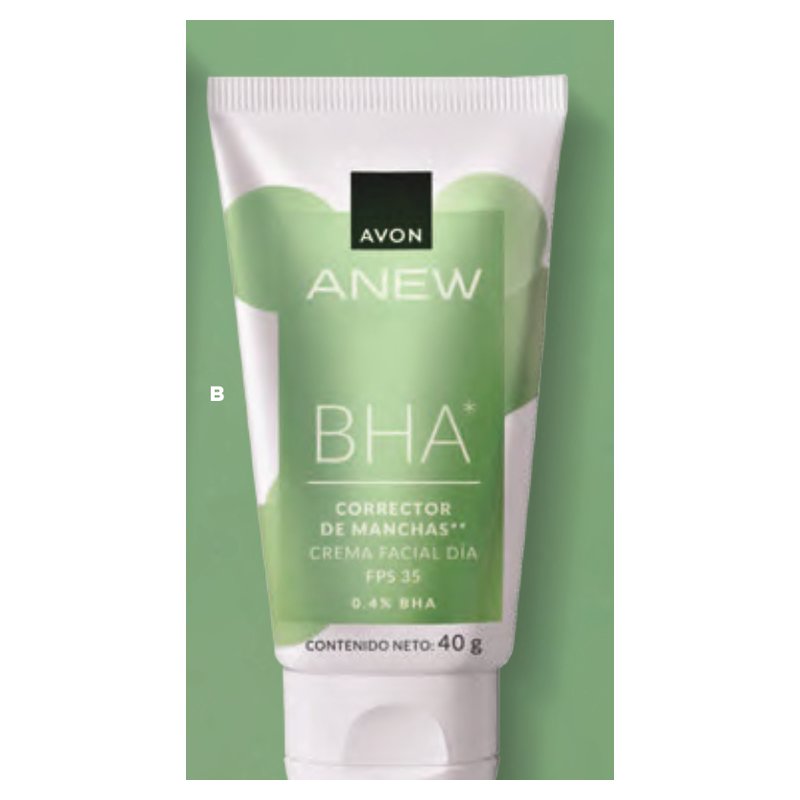 AVON
ANEW
B
BHA*
CORRECTOR
DE MANCHAS**
CREMA FACIAL DÍA
FPS 35
0.4% BHA
CONTENIDO NETO: 40 g